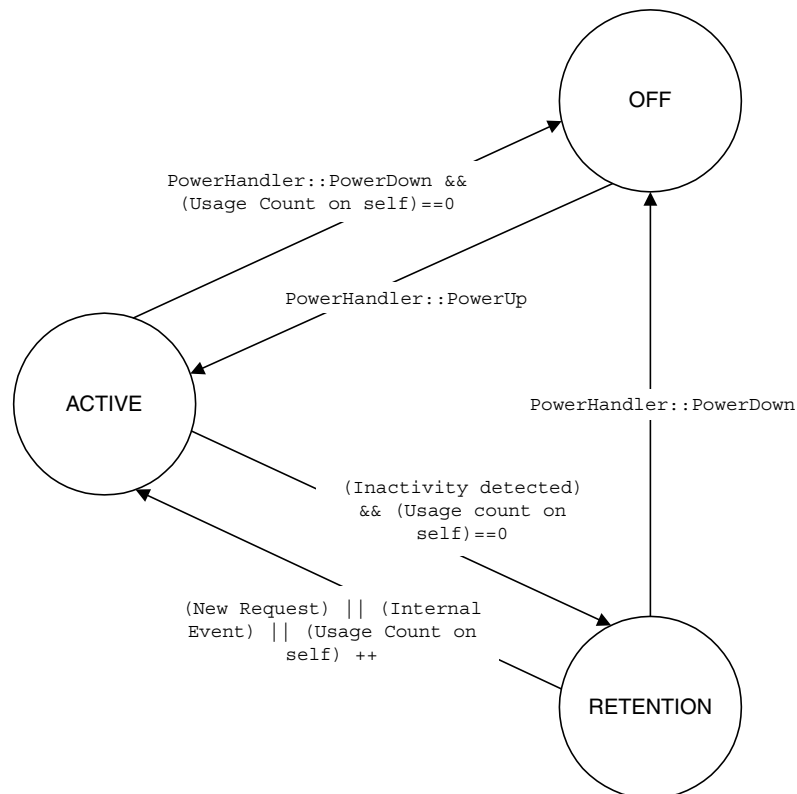 OFF
PowerHandler::PowerDown &&
(Usage Count on self)==0
PowerHandler::PowerUp
ACTIVE
PowerHandler::PowerDown
(Inactivity detected)
&& (Usage count on
self)==0
(New Request) || (Internal
Event) || (Usage Count on
self) ++
RETENTION